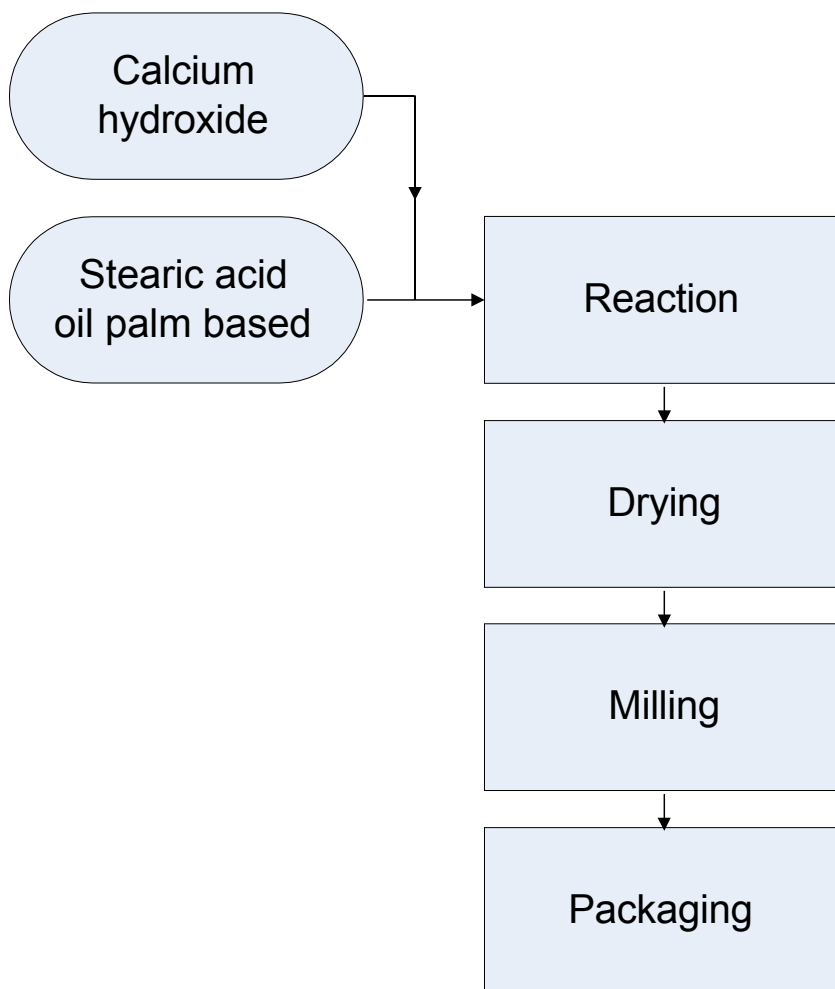 Calcium
hydroxide
Stearic acid
oil palm based
Reaction
Drying
Milling
Packaging